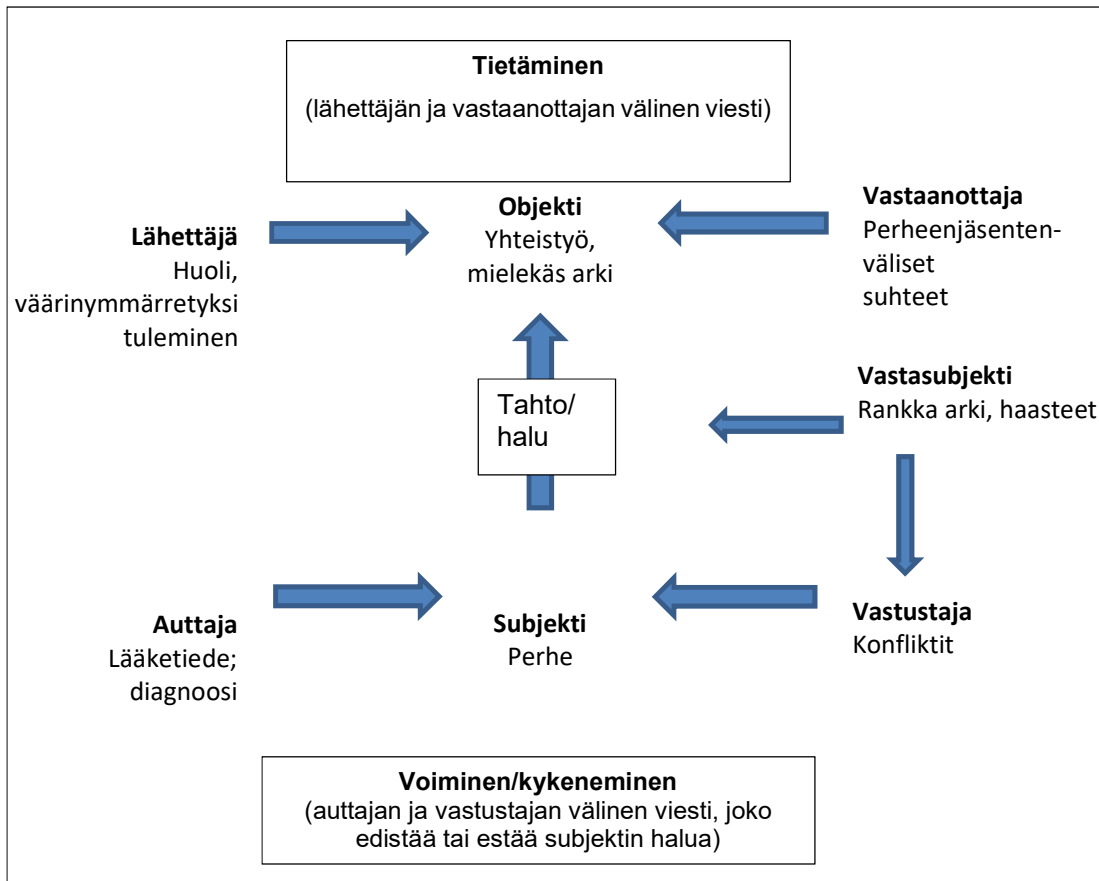 Tietäminen
(lähettäjän ja vastaanottajan välinen viesti)
Lähettäjä
Huoli,
väärinymmärretyksi
tuleminen
Objekti
Yhteistyö,
mielekäs arki
Vastaanottaja
Perheenjäsenten-
väliset
suhteet
Tahto/
halu
Vastasubjekti
Rankka arki, haasteet
Auttaja
Lääketiede;
diagnoosi
Subjekti
Perhe
Vastustaja
Konfliktit
Voiminen/kykeneminen
(auttajan ja vastustajan välinen viesti, joko
edistää tai estää subjektin halua)